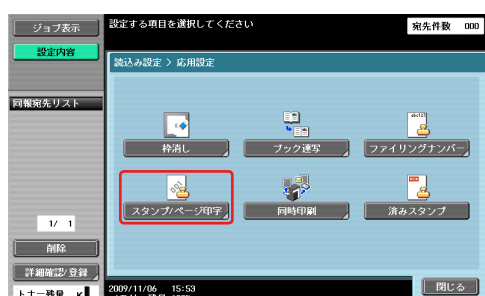 ジョブ表示
設定する項目を選択してください
宛先件数 000
設定内容
読込み設定 > 応用設定
同報宛先リスト
枠消し
ブック連写
ファイリングナンバー
スタンプ/ページ印字
同時印刷
済みスタンプ
1/ 1
削除
詳細確認/登録
トナー残量 K
2009/11/06 15:53
閉じる